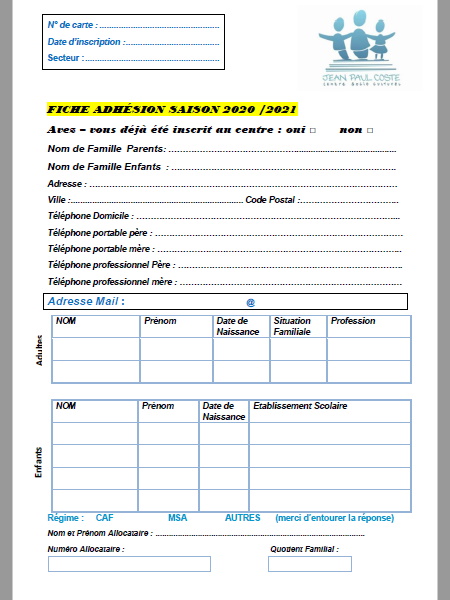 N° de carte : ........................................
Date d'inscription :................................
Secteur : ..............................................
JEAN PAUL COSTE
centre socio culturel
FICHE ADHÉSION SAISON 2020 /2021
Avez – vous déjà été inscrit au centre : oui □ non □
Nom de Famille Parents: ................................................................................
Nom de Famille Enfants : ..............................................................................
Adresse : ........................................................................................................
Ville :........................................................... Code Postal :..................................
Téléphone Domicile : .........................................................................................
Téléphone portable père : ...................................................................................
Téléphone portable mère : ..................................................................................
Téléphone professionnel Père : ...........................................................................
Téléphone professionnel mère : ..........................................................................
Adresse Mail : @
Adultes
NOM Prénom Date de Naissance Situation Familiale Profession
Enfants
NOM Prénom Date de Naissance Etablissement Scolaire
Régime : CAF MSA AUTRES (merci d'entourer la réponse)
Nom et Prénom Allocataire : ..............................................................................
Numéro Allocataire : Quotient Familial :